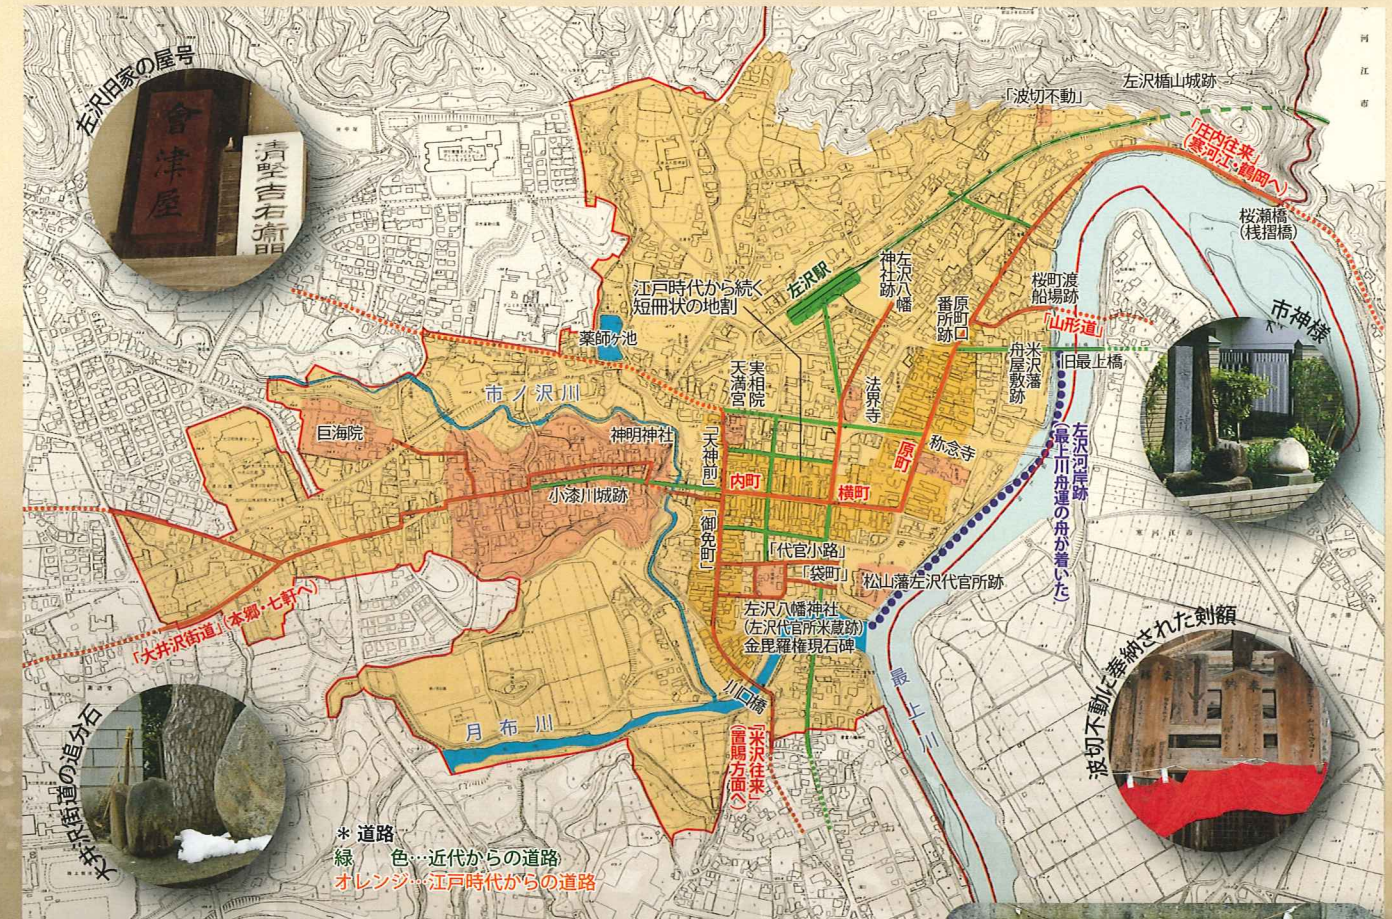 左沢旧家の屋号
會津屋
清野吉右衛門
「波切不動」
左沢楯山城跡
「庄内往来」
(寒河江・鶴岡へ)
桜瀬橋
(桟摺橋)
河江市
江戸時代から続く
短冊状の地割
左沢駅
左沢八幡
神社跡
原町口
番所跡
桜町渡
船場跡
「山形道」
市神様
薬師ヶ池
実相院
天満宮
法界寺
米沢藩
舟屋敷跡
旧最上橋
市ノ沢川
巨海院
神明神社
「天神前」
内町
横町
原町
称念寺
左沢河岸跡
(最上川舟運の舟が着いた)
小漆川城跡
「御免町」
「代官小路」
「袋町」
松山藩左沢代官所跡
寒河江市
左沢八幡神社
(左沢代官所米蔵跡)
金毘羅権現石碑
「大井沢街道」(本郷・七軒へ)
川口橋
最上川
月布川
「米沢往来」
(置賜方面へ)
大井沢街道の追分石
波切不動に奉納された剣額
＊道路
緑　　色…近代からの道路
オレンジ…江戸時代からの道路